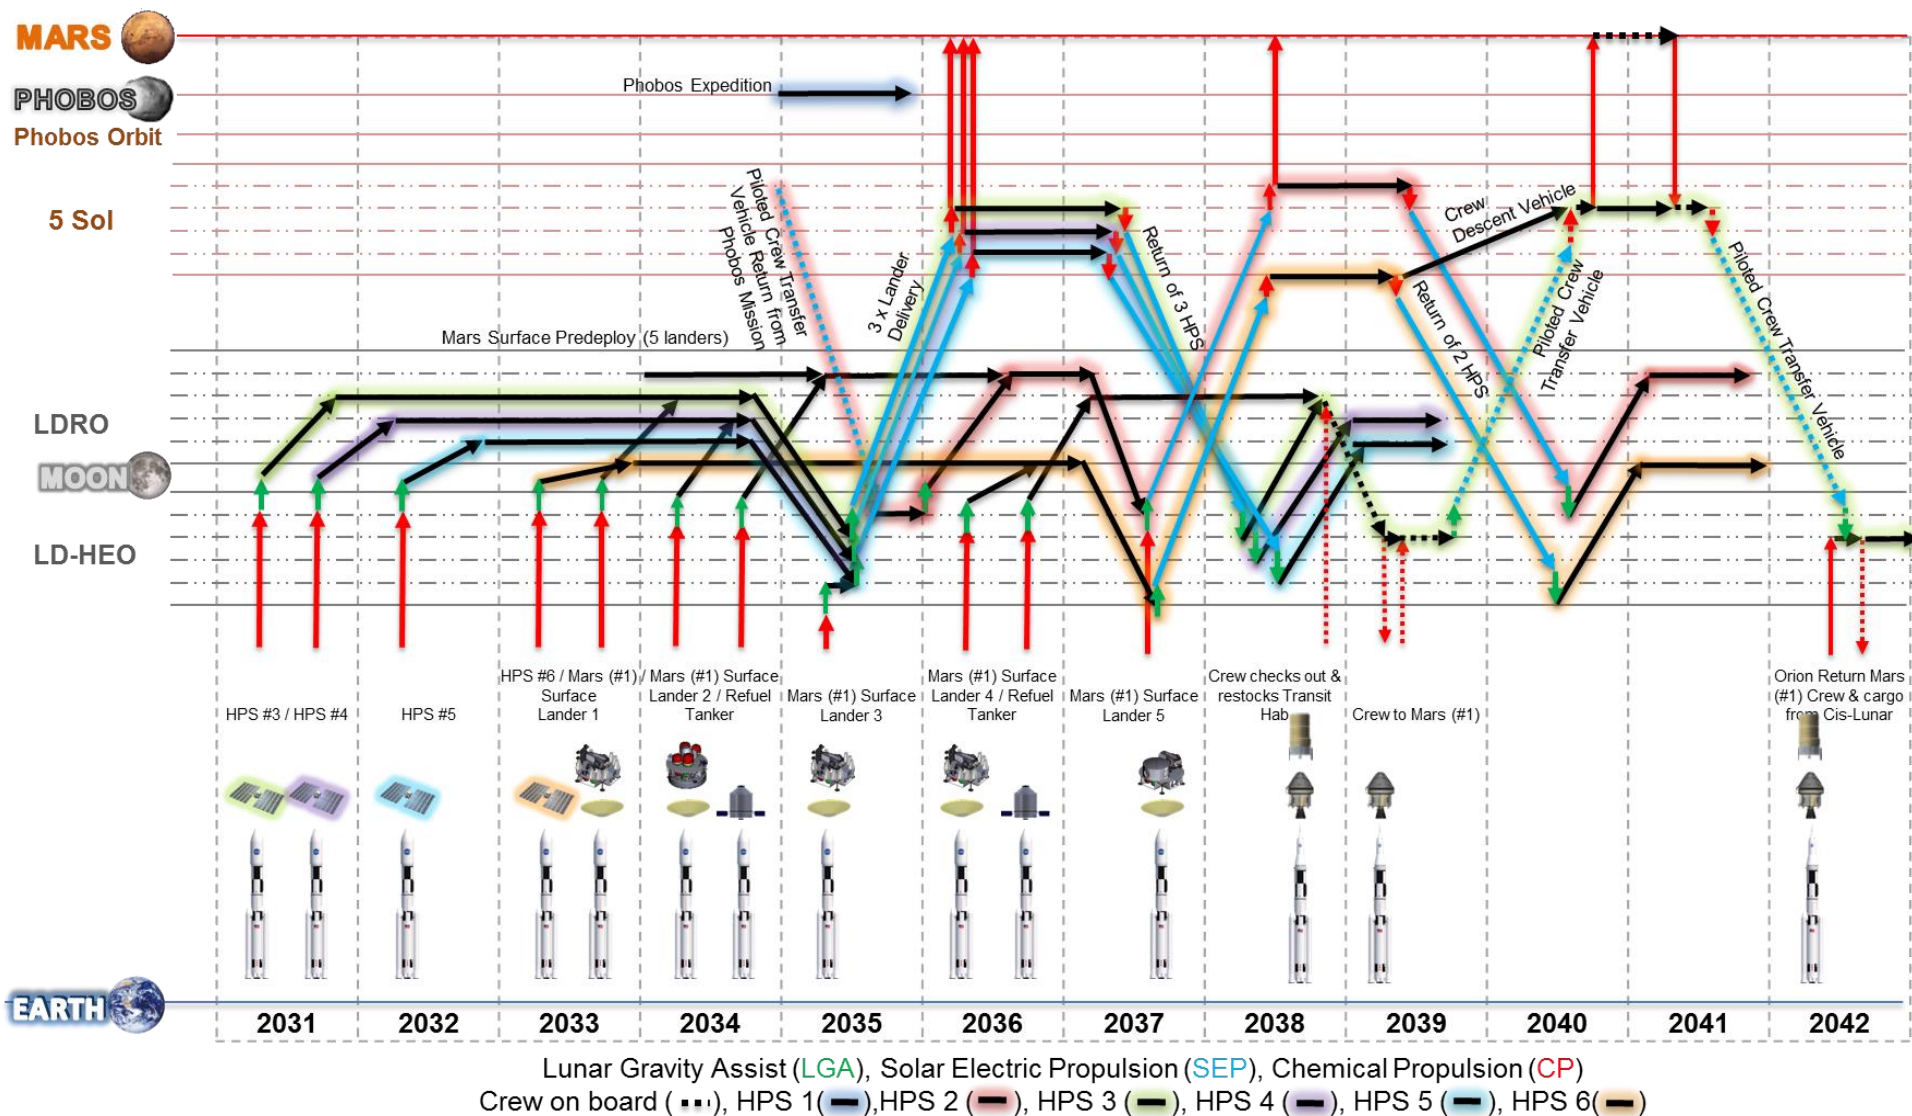 MARS
PHOBOS
Phobos Orbit
5 Sol
LDRO
MOON
LD-HEO
EARTH
Phobos Expedition
Mars Surface Predeploy (5 landers)
Piloted Crew Transfer
Vehicle Return from
Phobos Mission
3 x Lander
Delivery
Return of 3 HPS
Crew
Descent Vehicle
Return of 2 HPS
Piloted Crew
Transfer Vehicle
Piloted Crew Transfer Vehicle
HPS #3 / HPS #4
HPS #5
HPS #6 / Mars (#1)
Surface
Lander 1
/ Mars (#1) Surface
Lander 2 / Refuel
Tanker
Mars (#1) Surface
Lander 3
Mars (#1) Surface
Lander 4 / Refuel
Tanker
Mars (#1) Surface
Lander 5
Crew checks out &
restocks Transit
Hab
Crew to Mars (#1)
Orion Return Mars
(#1) Crew & cargo
from Cis-Lunar
2031 2032 2033 2034 2035 2036 2037 2038 2039 2040 2041 2042
Lunar Gravity Assist (LGA), Solar Electric Propulsion (SEP), Chemical Propulsion (CP)
Crew on board ( ), HPS 1( ),HPS 2 ( ), HPS 3 ( ), HPS 4 ( ), HPS 5 ( ), HPS 6( )